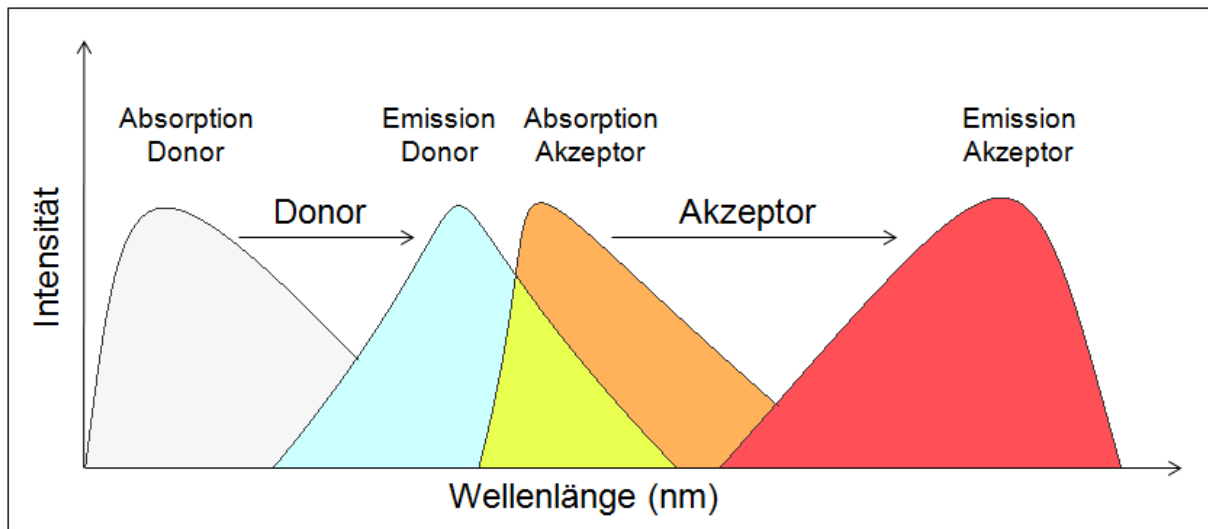 Absorption
Donor
Emission
Donor
Absorption
Akzeptor
Emission
Akzeptor
Donor
Akzeptor
Intensität
Wellenlänge (nm)